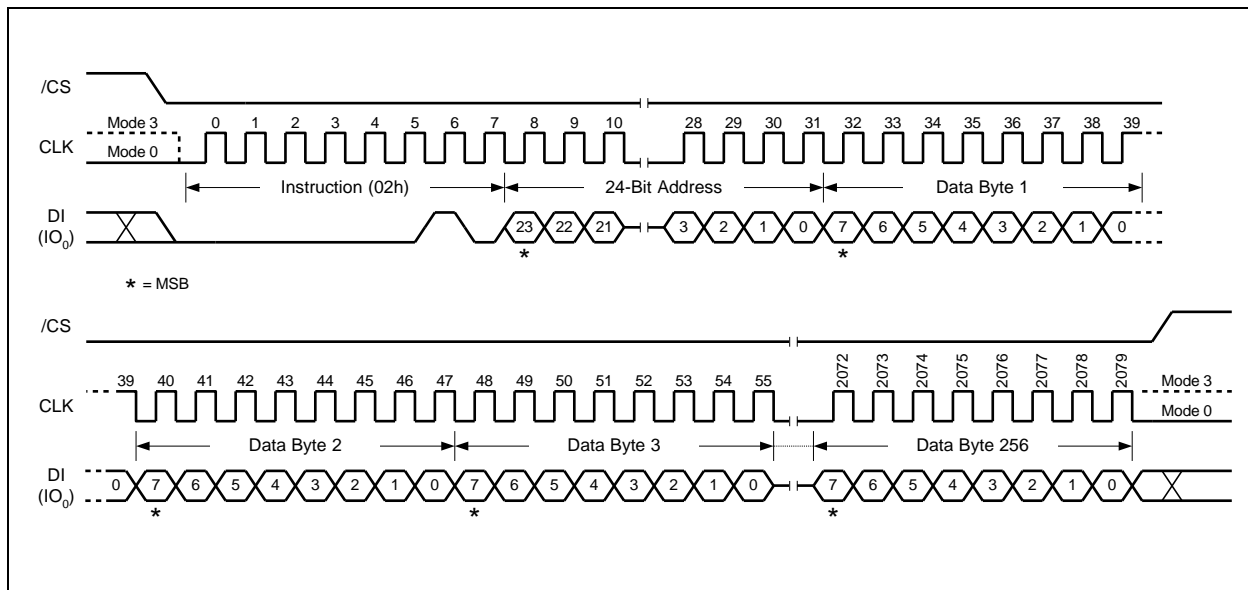 /CS
Mode 3
0 1 2 3 4 5 6 7 8 9 10 28 29 30 31 32 33 34 35 36 37 38 39
CLK
Mode 0
Instruction (02h) 24-Bit Address Data Byte 1
DI
(IO0)
23 22 21 3 2 1 0 7 6 5 4 3 2 1 0
* *
* = MSB
/CS
39 40 41 42 43 44 45 46 47 48 49 50 51 52 53 54 55 2072 2073 2074 2075 2076 2077 2078 2079
Mode 3
CLK
Mode 0
Data Byte 2 Data Byte 3 Data Byte 256
DI
(IO0)
0 7 6 5 4 3 2 1 0 7 6 5 4 3 2 1 0 7 6 5 4 3 2 1 0
* * *